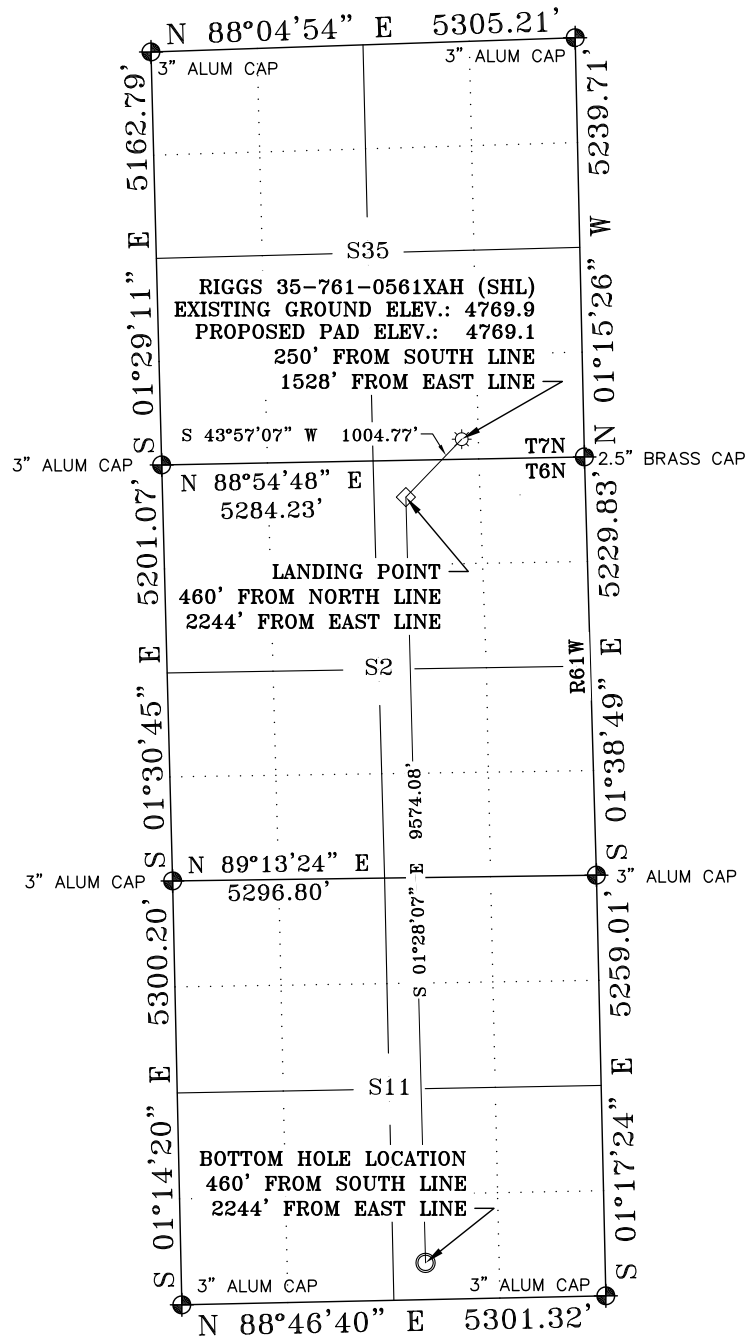 N 88°04'54" E 5305.21'
3" ALUM CAP
3" ALUM CAP
S 01°29'11" E 5162.79'
N 01°15'26" W 5239.71'
S35
RIGGS 35-761-0561XAH (SHL)
EXISTING GROUND ELEV.: 4769.9
PROPOSED PAD ELEV.: 4769.1
250' FROM SOUTH LINE
1528' FROM EAST LINE
S 43°57'07" W 1004.77'
T7N
T6N
3" ALUM CAP
2.5" BRASS CAP
N 88°54'48" E
5284.23'
S 01°30'45" E 5201.07'
S 01°38'49" E 5229.83'
LANDING POINT
460' FROM NORTH LINE
2244' FROM EAST LINE
S2
R61W
S 01°28'07" E 9574.08'
N 89°13'24" E
5296.80'
3" ALUM CAP
3" ALUM CAP
S 01°14'20" E 5300.20'
S 01°17'24" E 5259.01'
S11
BOTTOM HOLE LOCATION
460' FROM SOUTH LINE
2244' FROM EAST LINE
3" ALUM CAP
3" ALUM CAP
N 88°46'40" E 5301.32'